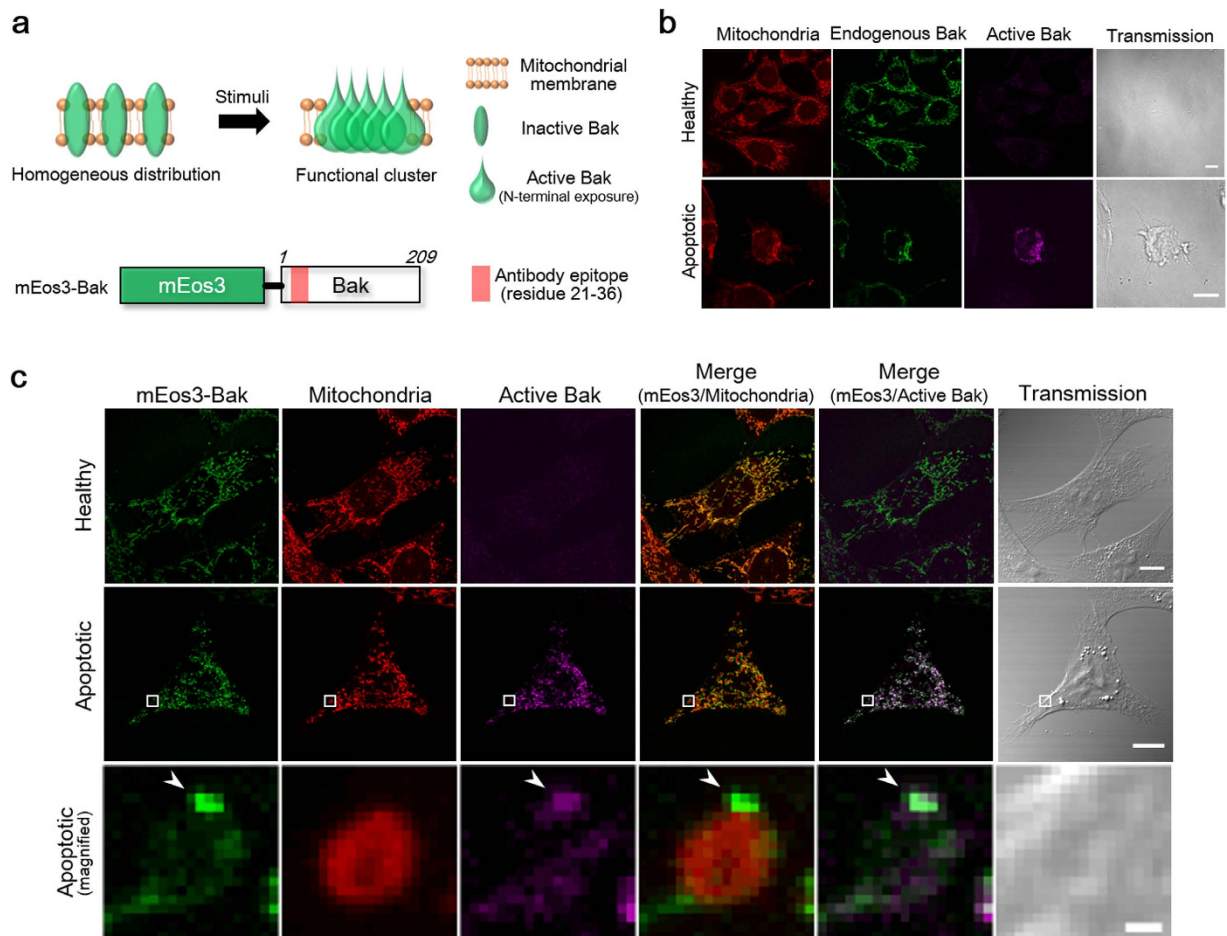 a
Stimuli
Homogeneous distribution
Functional cluster
Mitochondrial
membrane
Inactive Bak
Active Bak
(N-terminal exposure)
mEos3-Bak
mEos3
1
209
Bak
Antibody epitope
(residue 21-36)
b
Mitochondria
Endogenous Bak
Active Bak
Transmission
Healthy
Apoptotic
c
mEos3-Bak
Mitochondria
Active Bak
Merge
(mEos3/Mitochondria)
Merge
(mEos3/Active Bak)
Transmission
Healthy
Apoptotic
Apoptotic
(magnified)